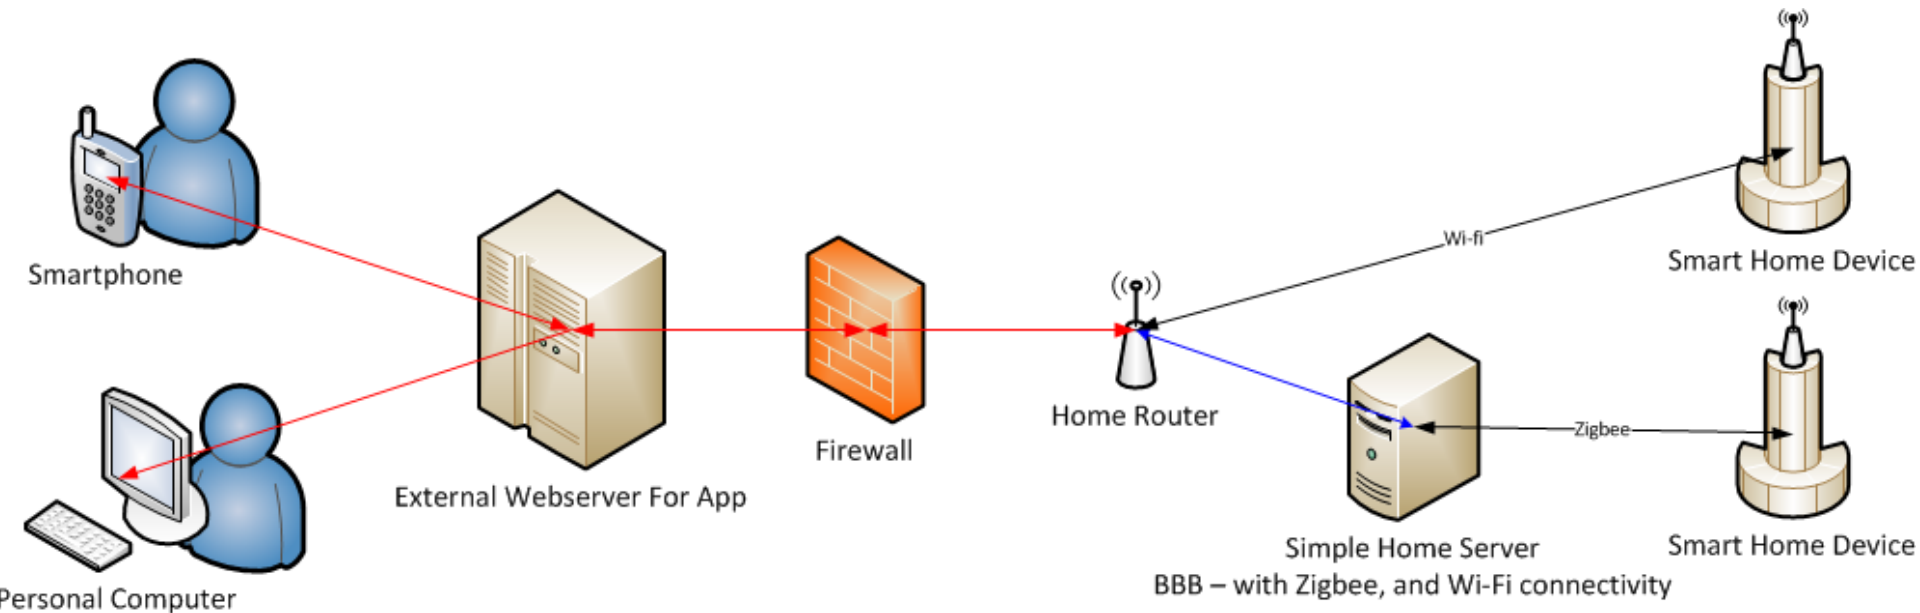 Smartphone
Personal Computer
External Webserver For App
Firewall
Home Router
Wi-fi
Smart Home Device
Zigbee
Simple Home Server
BBB – with Zigbee, and Wi-Fi connectivity
Smart Home Device